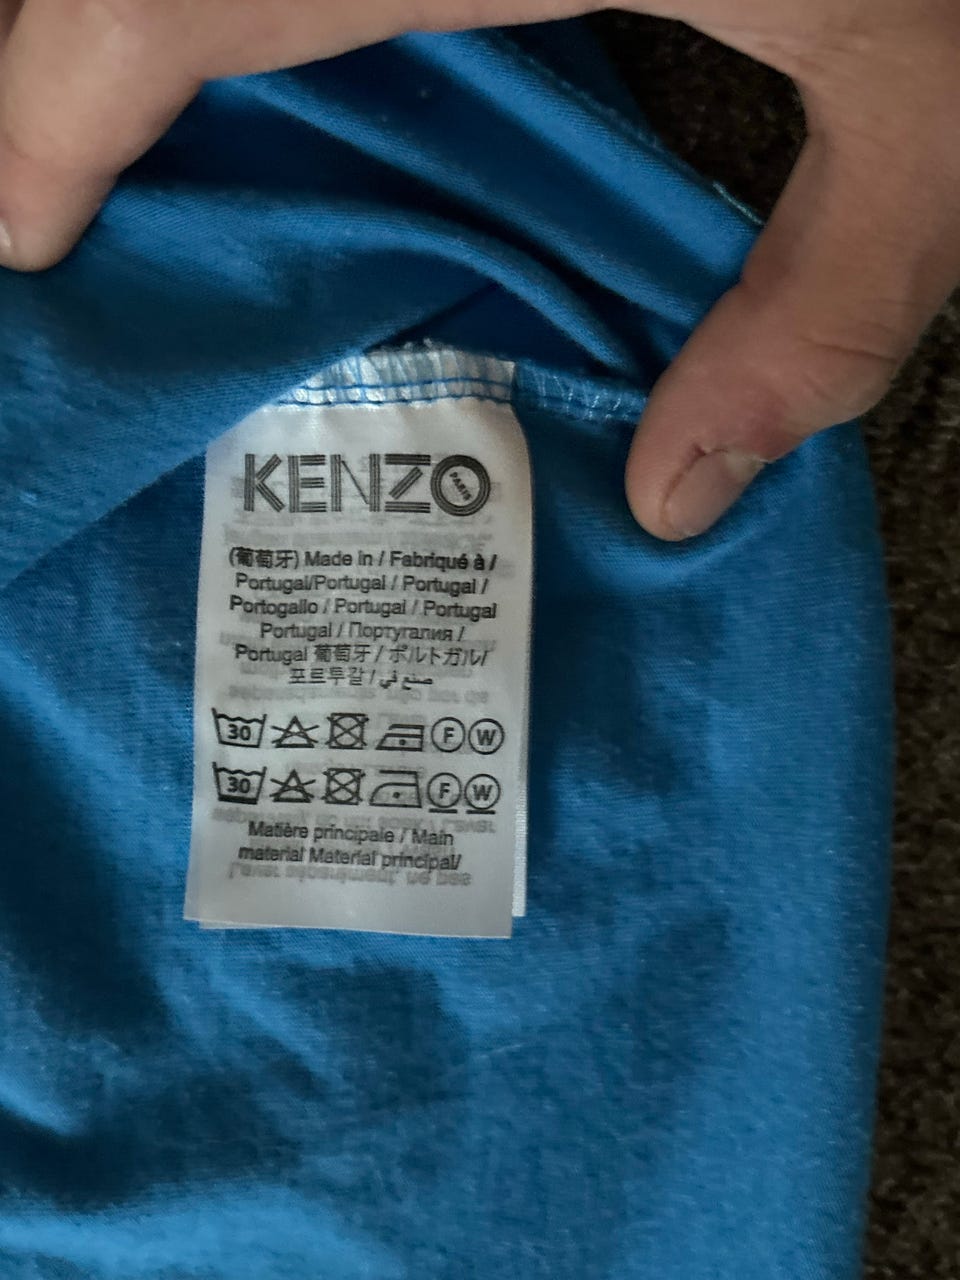 KENZO
PARIS
(葡萄牙) Made in / Fabriqué à /
Portugal/Portugal / Portugal /
Portogallo / Portugal / Portugal
Portugal / Португалия /
Portugal 葡萄牙 / ポルトガル/
포르투갈 / صنع في
30 F W
30 F W
Matière principale / Main
material Material principal/